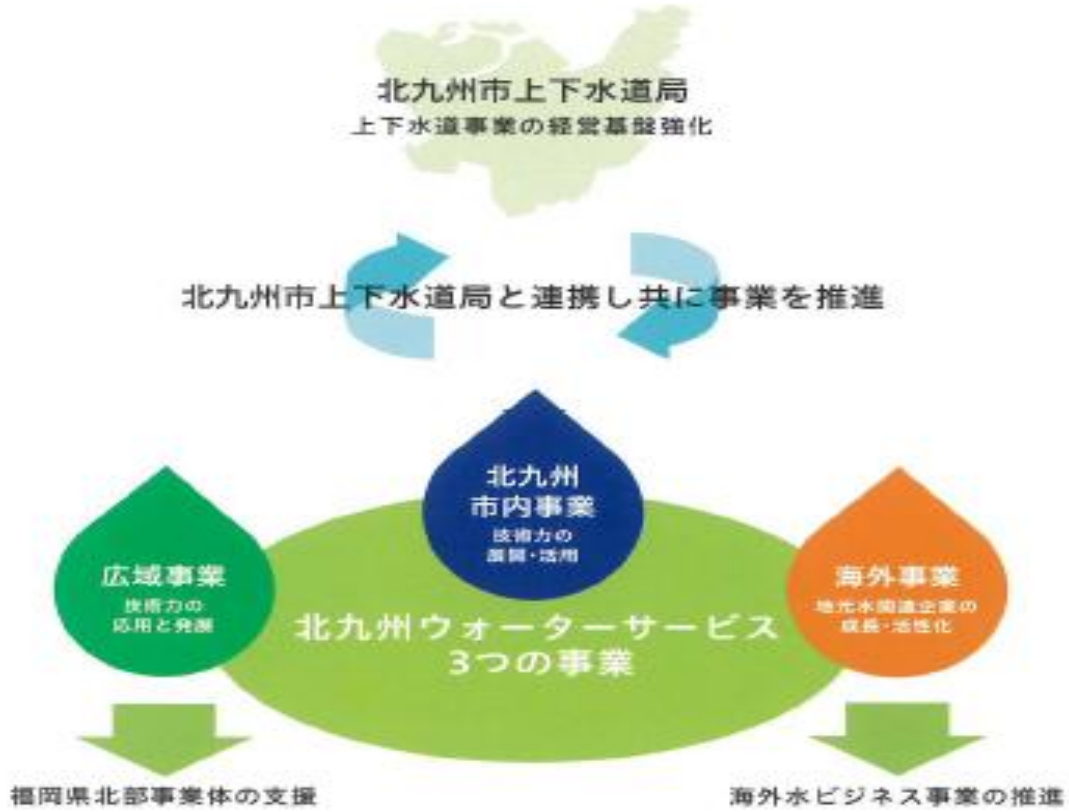 北九州市上下水道局
上下水道事業の経営基盤強化
北九州市上下水道局と連携し共に事業を推進
北九州
市内事業
技術力の
展開・活用
広域事業
技術力の
応用と発展
海外事業
地元水関連企業の
成長・活性化
北九州ウォーターサービス
3つの事業
福岡県北部事業体の支援
海外水ビジネス事業の推進